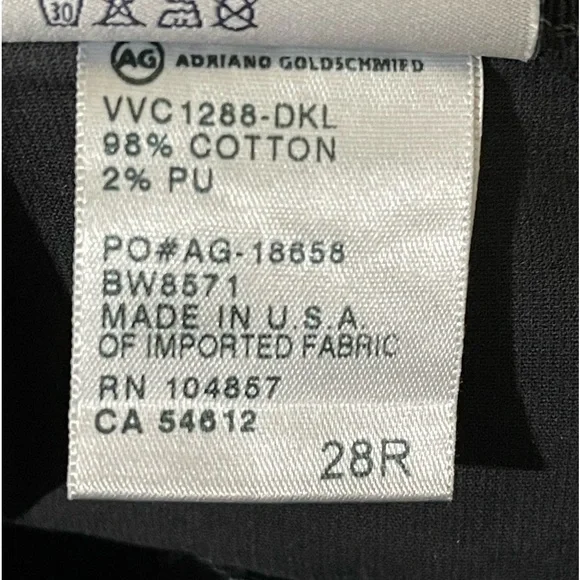 30
AG ADRIANO GOLDSCHMIED
VVC1288-DKL
98% COTTON
2% PU
PO#AG-18658
BW8571
MADE IN U.S.A.
OF IMPORTED FABRIC
RN 104857
CA 54612
28R